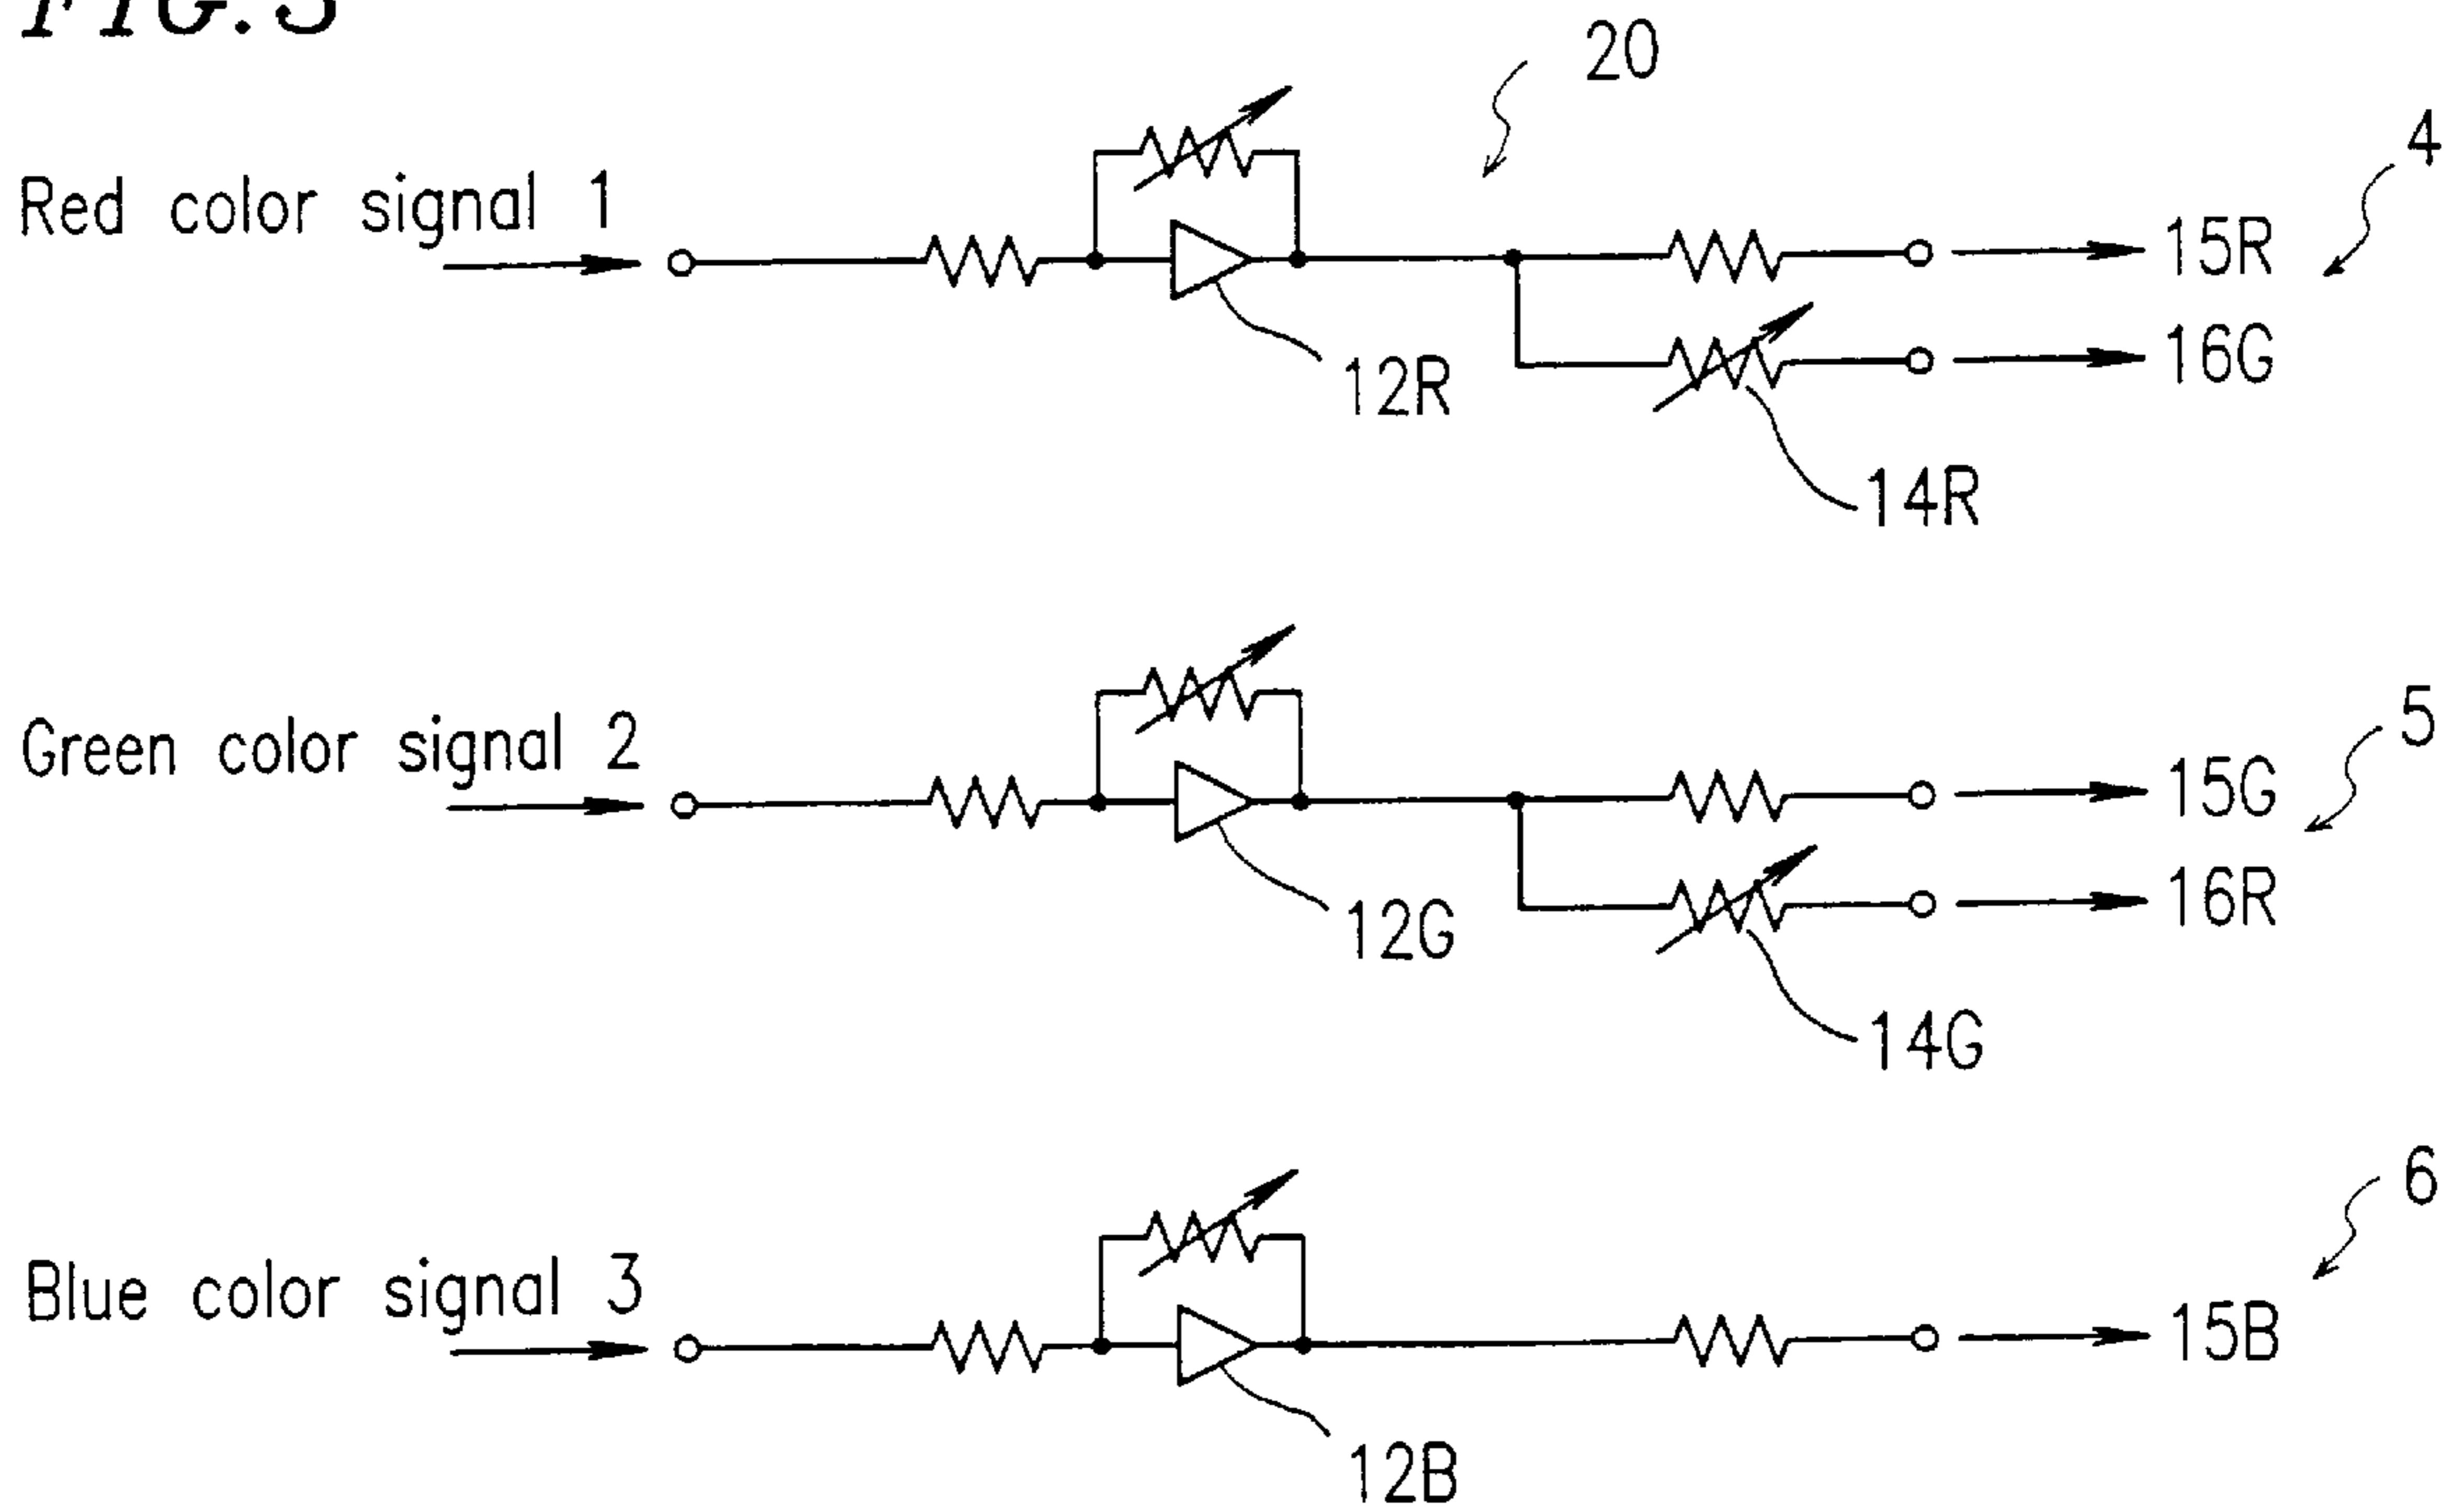 20
4
Red color signal 1
15R
16G
12R
14R
5
Green color signal 2
15G
16R
12G
14G
6
Blue color signal 3
15B
12B